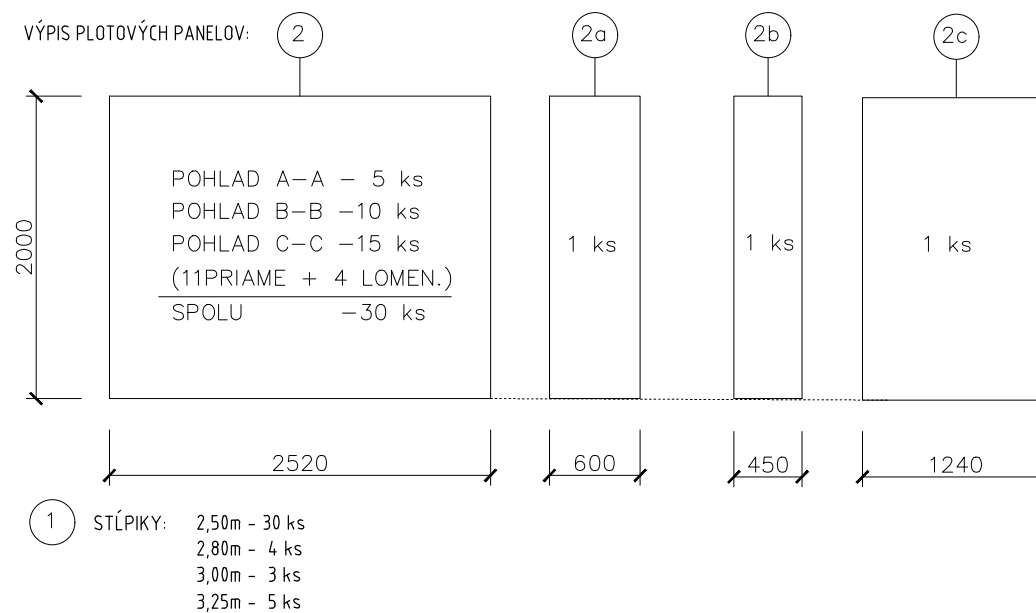 VÝPIS PLOTOVÝCH PANELOV:
2
2a
2b
2c
POHLAD A-A - 5 ks
POHLAD B-B -10 ks
POHLAD C-C -15 ks
(11PRIAME + 4 LOMEN.)
SPOLU -30 ks
1 ks
1 ks
1 ks
2000
2520
600
450
1240
1
STĹPIKY: 2,50m - 30 ks
2,80m - 4 ks
3,00m - 3 ks
3,25m - 5 ks